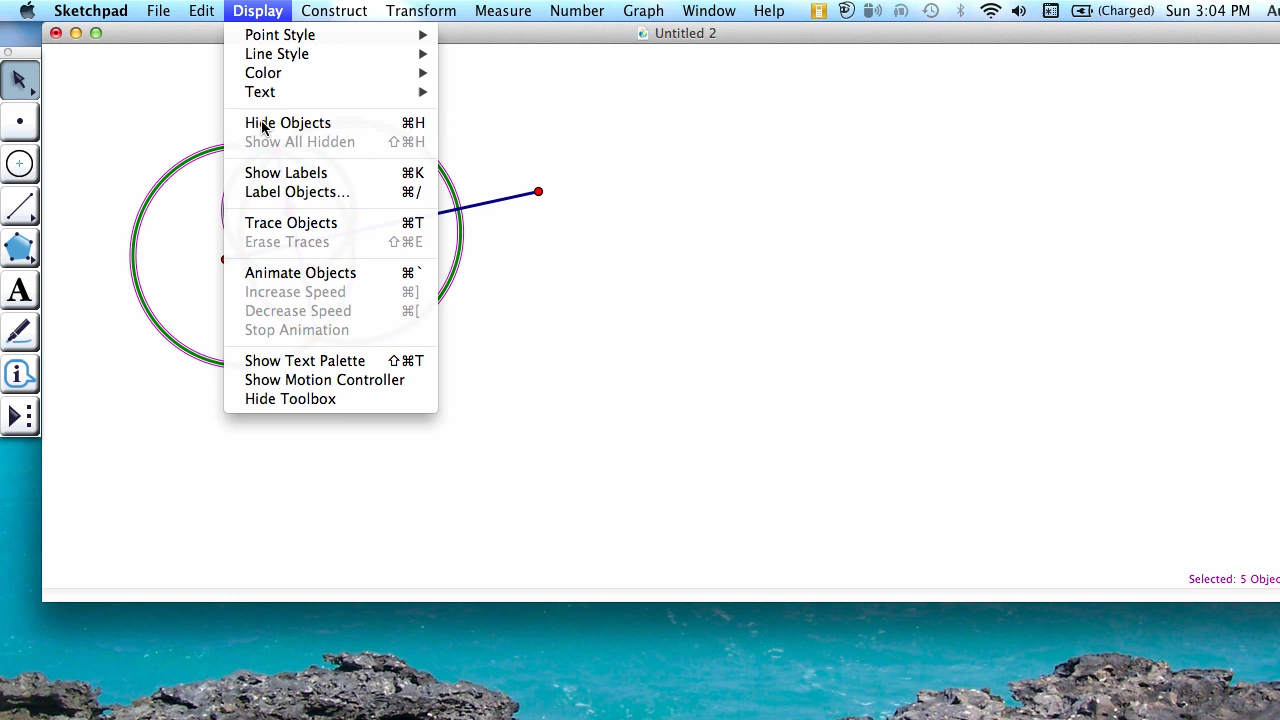 Sketchpad File Edit Display Construct Transform Measure Number Graph Window Help (Charged) Sun 3:04 PM
Untitled 2
Point Style
Line Style
Color
Text
Hide Objects ⌘H
Show All Hidden ⇧⌘H
Show Labels ⌘K
Label Objects... ⌘/
Trace Objects ⌘T
Erase Traces ⇧⌘E
Animate Objects ⌘`
Increase Speed ⌘]
Decrease Speed ⌘[
Stop Animation
Show Text Palette ⇧⌘T
Show Motion Controller
Hide Toolbox
A
Selected: 5 Objec